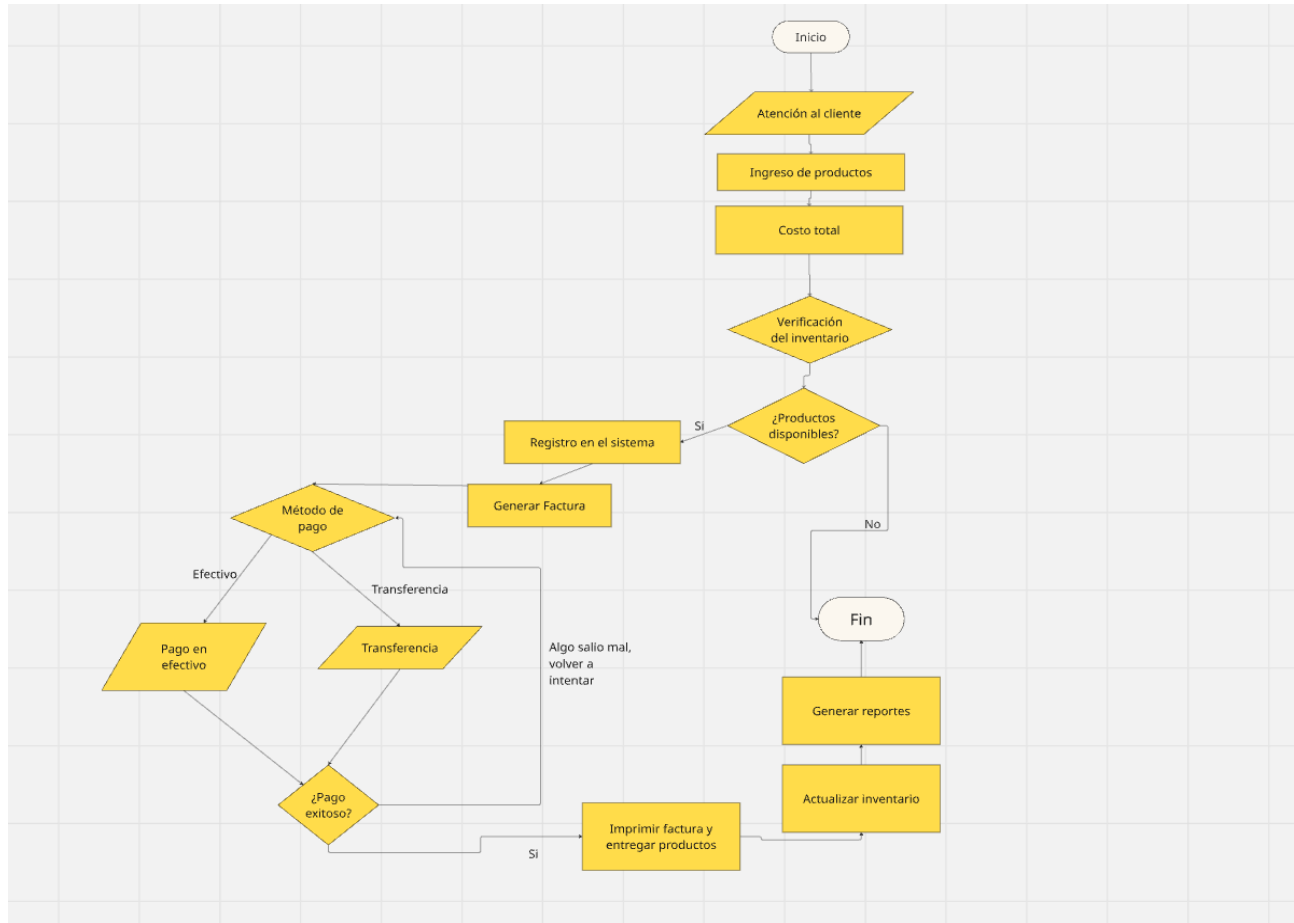 Inicio
Atención al cliente
Ingreso de productos
Costo total
Verificación
del inventario
¿Productos
disponibles?
Si
No
Registro en el sistema
Generar Factura
Método de
pago
Efectivo
Transferencia
Pago en
efectivo
Transferencia
Algo salio mal,
volver a
intentar
¿Pago
exitoso?
Si
Imprimir factura y
entregar productos
Actualizar inventario
Generar reportes
Fin